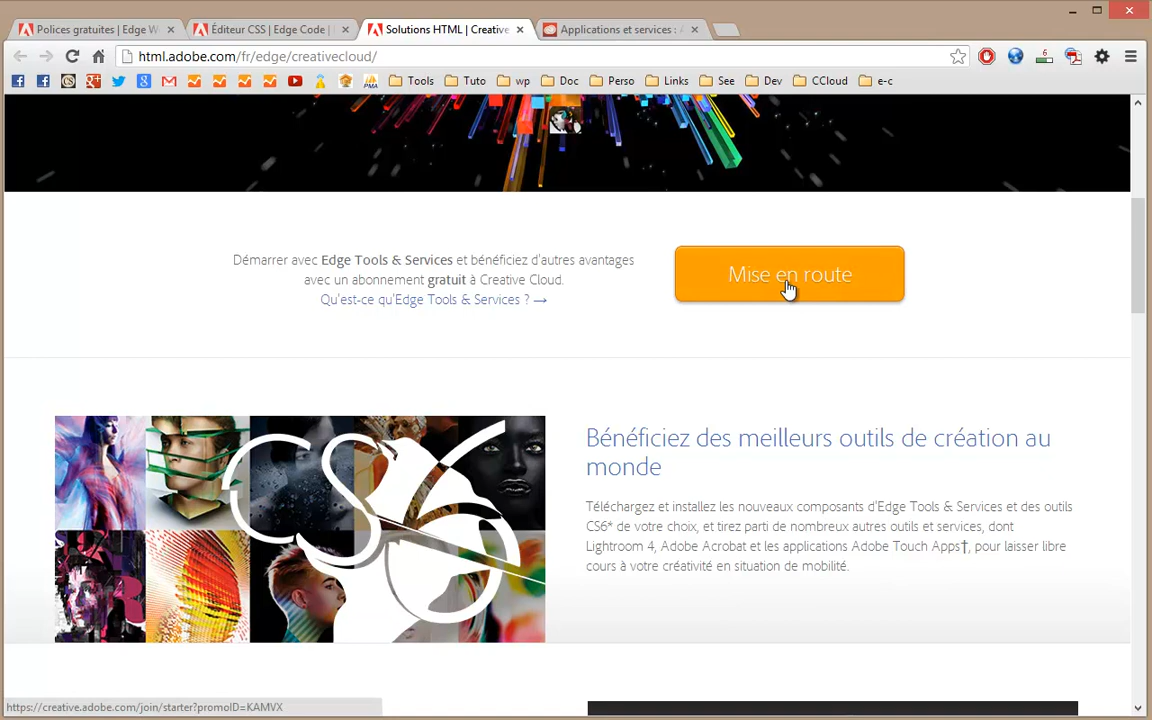 Polices gratuites | Edge W
Éditeur CSS | Edge Code |
Solutions HTML | Creative
Applications et services :
html.adobe.com/fr/edge/creativecloud/
Tools
Tuto
wp
Doc
Perso
Links
See
Dev
CCloud
e-c
Démarrer avec Edge Tools & Services et bénéficiez d'autres avantages
avec un abonnement gratuit à Creative Cloud.
Qu'est-ce qu'Edge Tools & Services ? →
Mise en route
CS6
Bénéficiez des meilleurs outils de création au
monde
Téléchargez et installez les nouveaux composants d'Edge Tools & Services et des outils
CS6* de votre choix, et tirez parti de nombreux autres outils et services, dont
Lightroom 4, Adobe Acrobat et les applications Adobe Touch Apps†, pour laisser libre
cours à votre créativité en situation de mobilité.
https://creative.adobe.com/join/starter?promoID=KAMVX